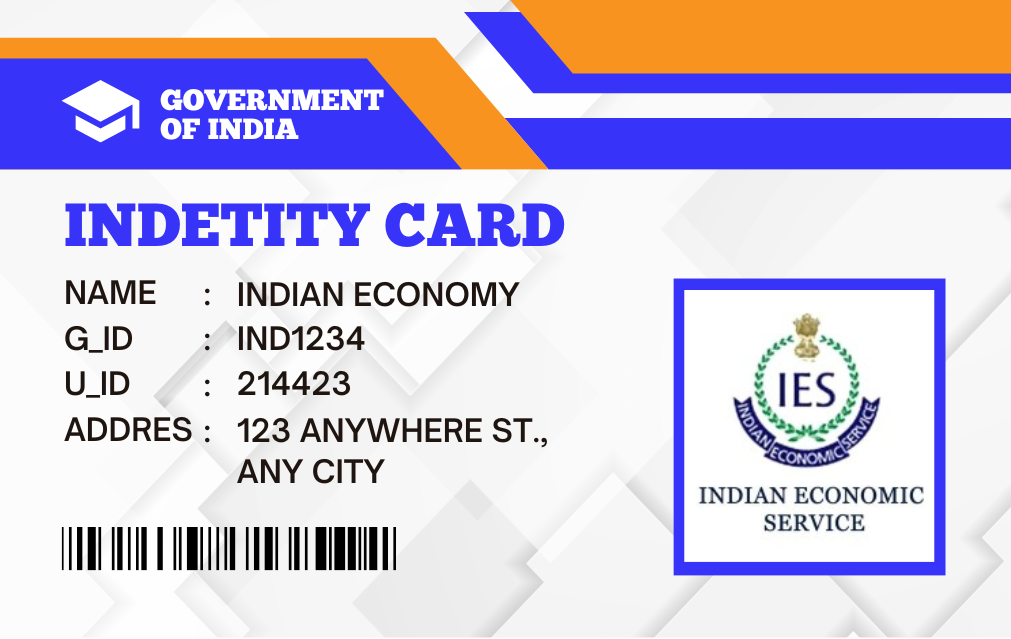 GOVERNMENT
OF INDIA
INDETITY CARD
NAME : INDIAN ECONOMY
G_ID : IND1234
U_ID : 214423
ADDRES : 123 ANYWHERE ST.,
ANY CITY
IES
INDIAN ECONOMIC SERVICE
INDIAN ECONOMIC
SERVICE